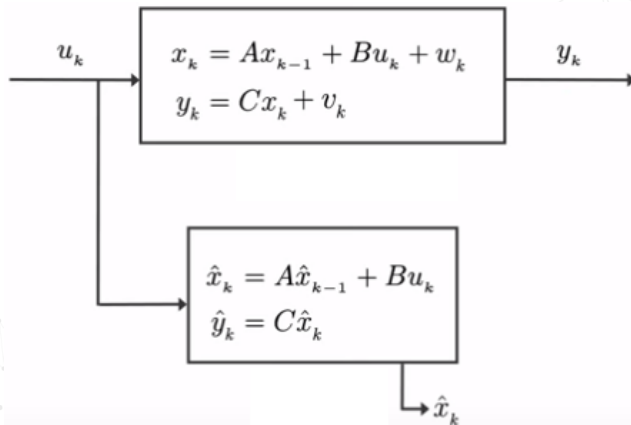 u_k
x_k = Ax_{k-1} + Bu_k + w_k
y_k = Cx_k + v_k
y_k
x̂_k = Ax̂_{k-1} + Bu_k
ŷ_k = Cx̂_k
x̂_k